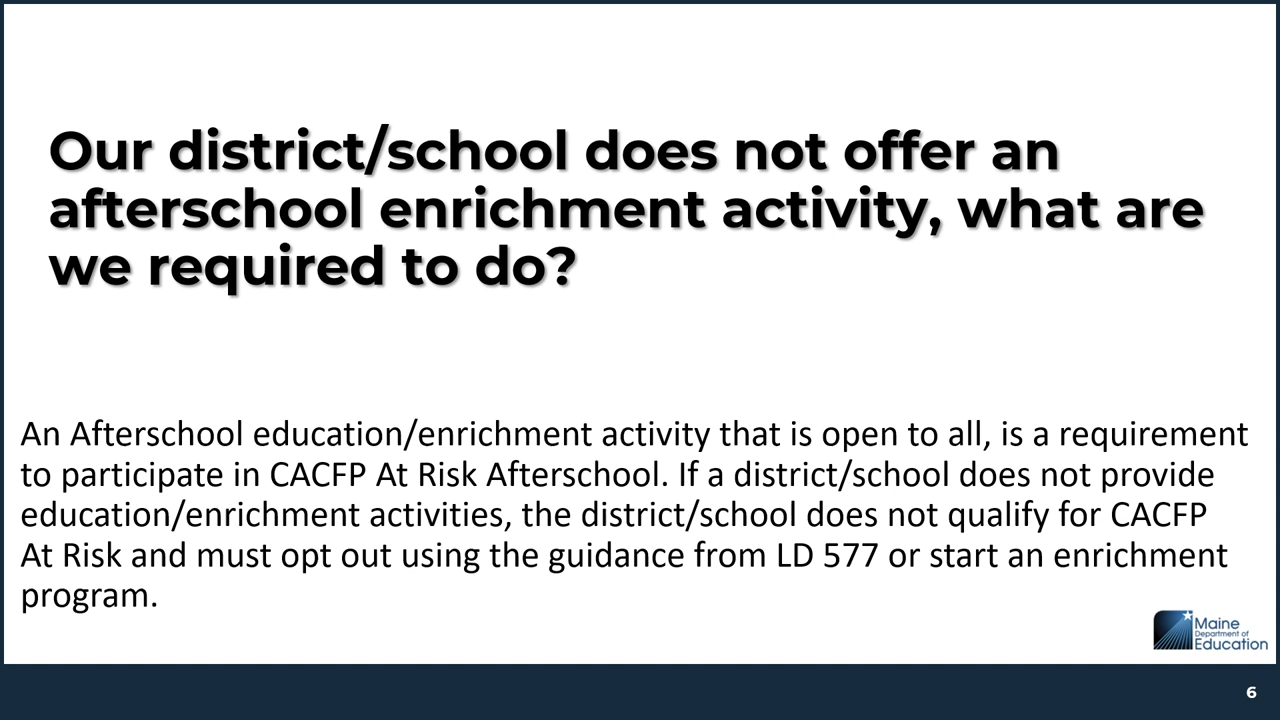 Our district/school does not offer an
afterschool enrichment activity, what are
we required to do?
An Afterschool education/enrichment activity that is open to all, is a requirement
to participate in CACFP At Risk Afterschool. If a district/school does not provide
education/enrichment activities, the district/school does not qualify for CACFP
At Risk and must opt out using the guidance from LD 577 or start an enrichment
program.
Maine
Department of
Education
6